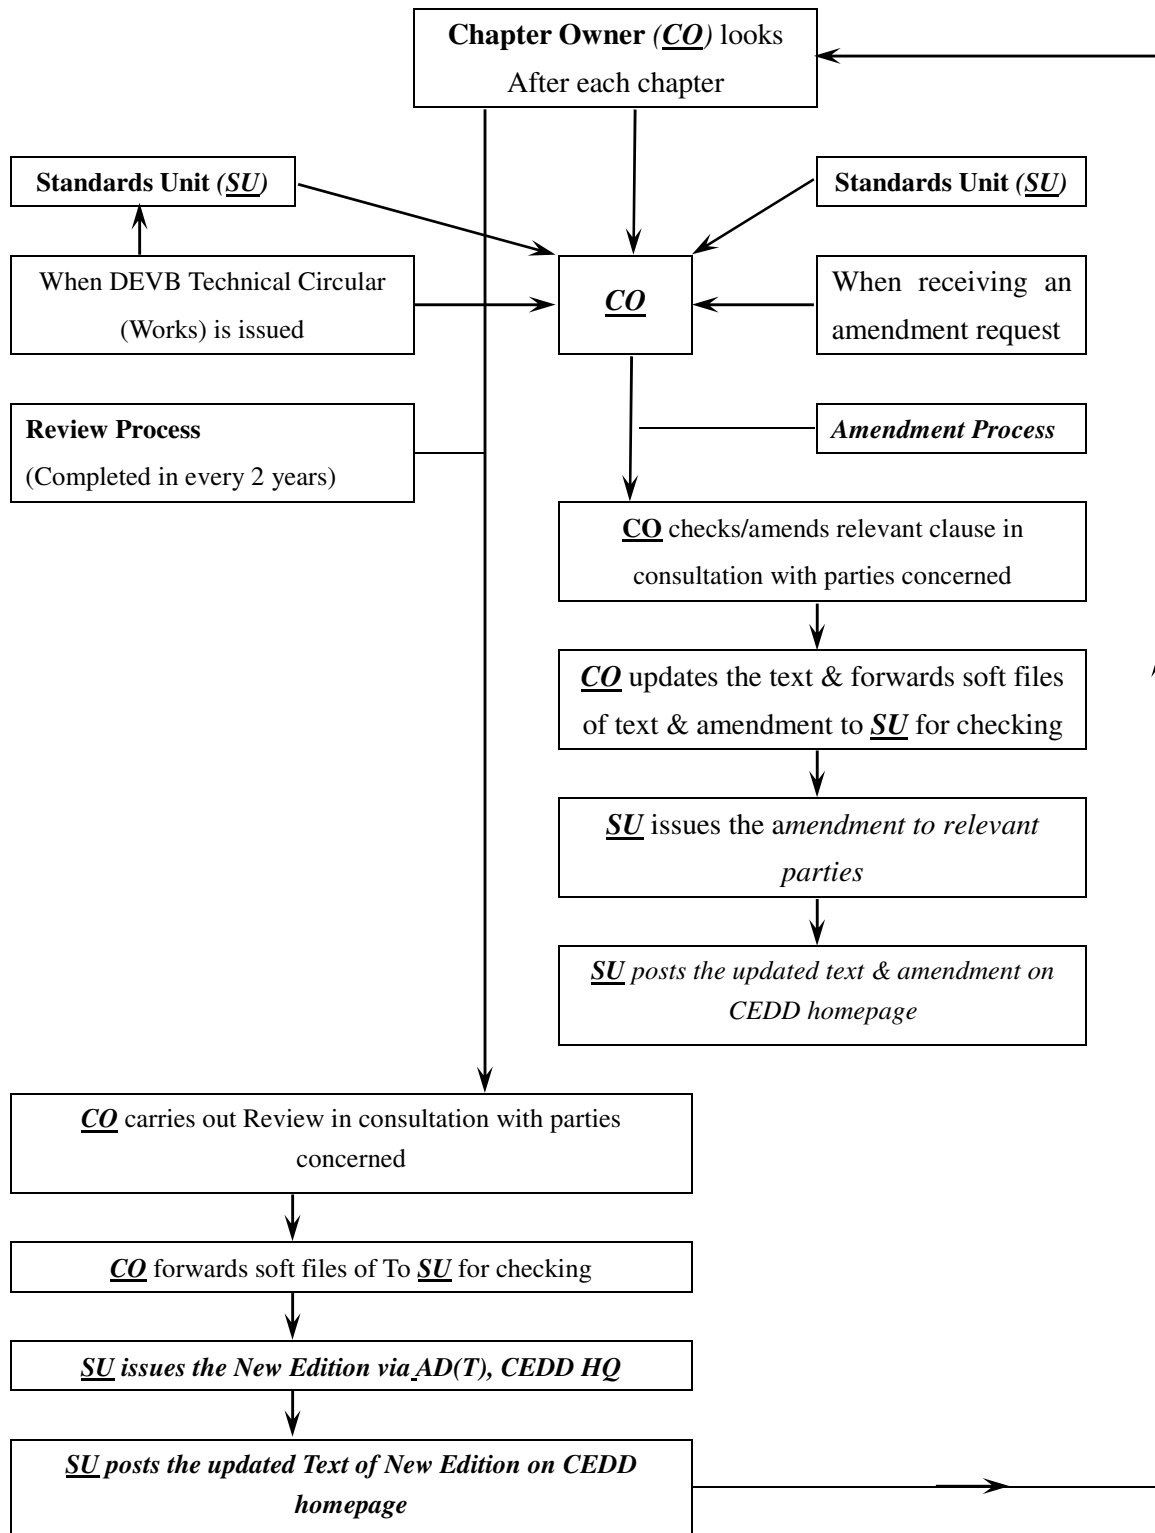 Chapter Owner (CO) looks
After each chapter
Standards Unit (SU)
Standards Unit (SU)
When DEVB Technical Circular
(Works) is issued
CO
When receiving an
amendment request
Review Process
(Completed in every 2 years)
Amendment Process
CO checks/amends relevant clause in
consultation with parties concerned
CO updates the text & forwards soft files
of text & amendment to SU for checking
SU issues the amendment to relevant
parties
SU posts the updated text & amendment on
CEDD homepage
CO carries out Review in consultation with parties
concerned
CO forwards soft files of To SU for checking
SU issues the New Edition via AD(T), CEDD HQ
SU posts the updated Text of New Edition on CEDD
homepage